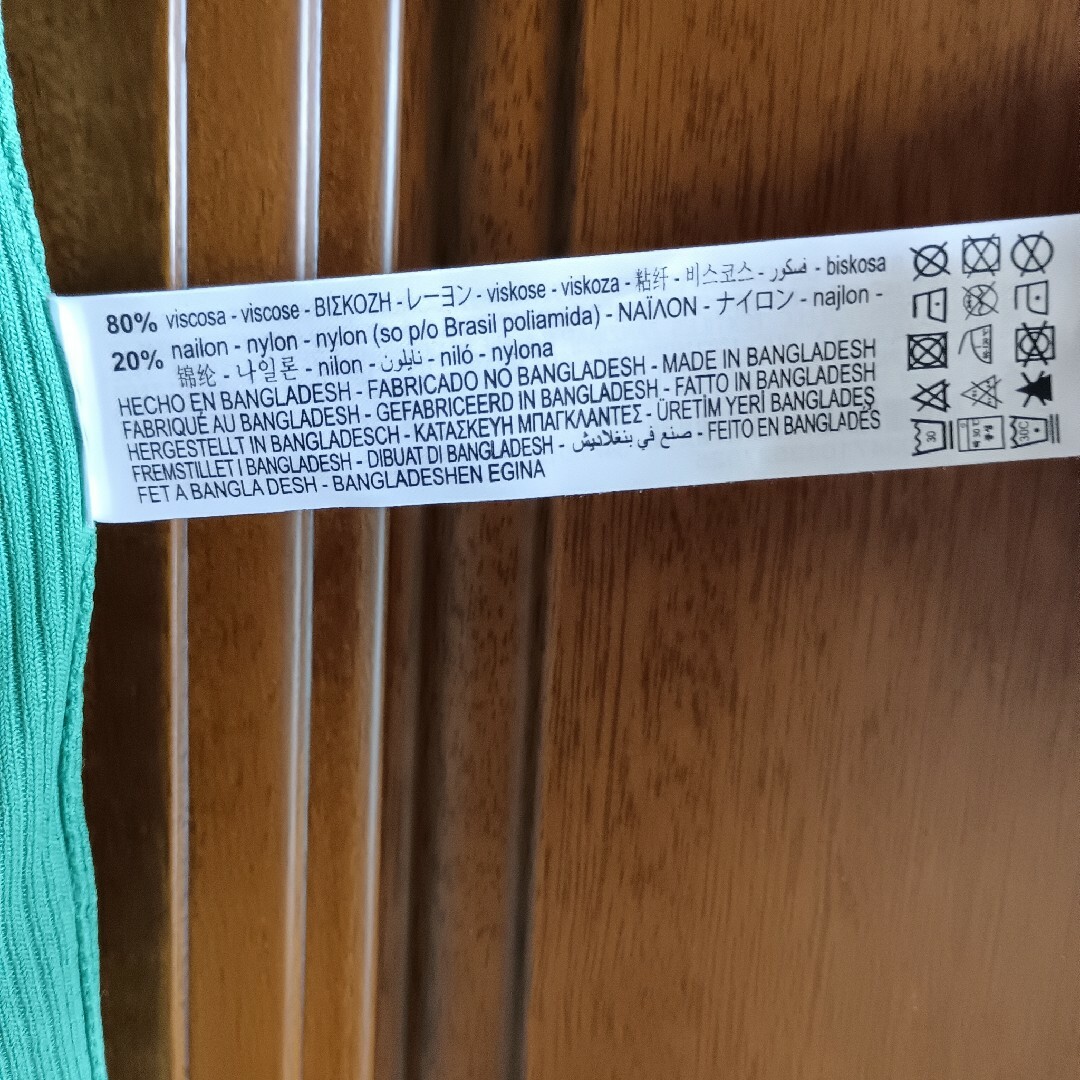 80% viscosa - viscose - ΒΙΣΚΟΖΗ - レーヨン - viskose - viskoza - 粘纤 - 비스코스 - فسكوز - biskosa
20% nailon - nylon - nylon (so p/o Brasil poliamida) - ΝΑΪΛΟΝ - ナイロン - najlon -
锦纶 - 나일론 - nilon - نايلون - niló - nylona
HECHO EN BANGLADESH - FABRICADO NO BANGLADESH - MADE IN BANGLADESH
FABRIQUÉ AU BANGLADESH - GEFABRICEERD IN BANGLADESH - FATTO IN BANGLADESH
HERGESTELLT IN BANGLADESCH - ΚΑΤΑΣΚΕΥΗ ΜΠΑΓΚΛΑΝΤΕΣ - ÜRETİM YERİ BANGLADEŞ
FREMSTILLET I BANGLADESH - DIBUAT DI BANGLADESH - صنع في بنغلاديش - FEITO EN BANGLADÉS
FET A BANGLA DESH - BANGLADESHEN EGINA
30
30C